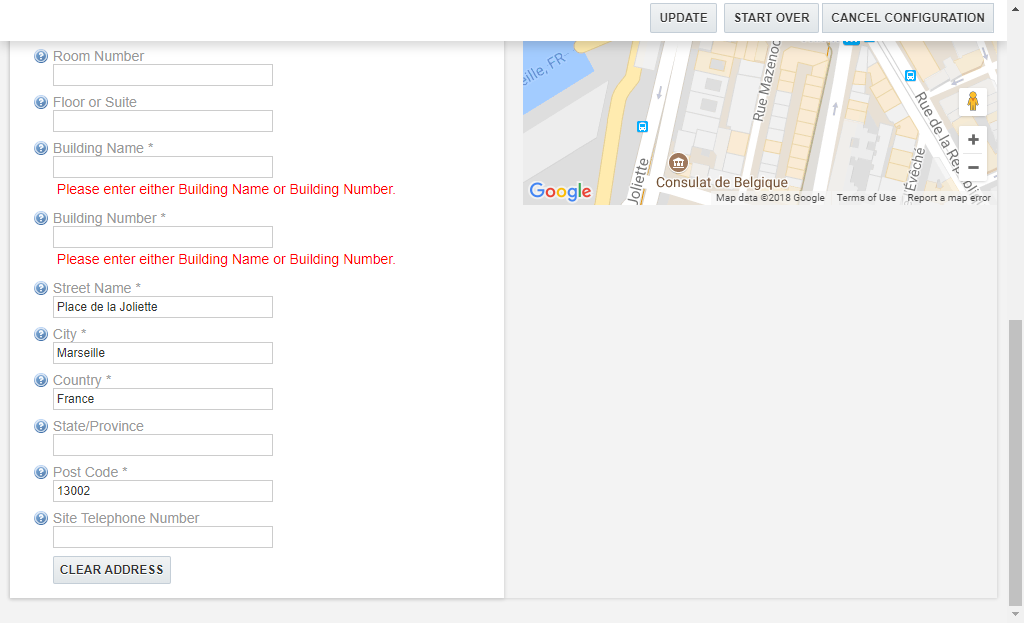 UPDATE
START OVER
CANCEL CONFIGURATION
Room Number
Floor or Suite
Building Name *
Please enter either Building Name or Building Number.
Building Number *
Please enter either Building Name or Building Number.
Street Name *
Place de la Joliette
City *
Marseille
Country *
France
State/Province
Post Code *
13002
Site Telephone Number
CLEAR ADDRESS
eille, FR
Rue Mazenod
Rue de la Rep
Évêché
Joliette
Consulat de Belgique
Google
Map data ©2018 Google
Terms of Use
Report a map error